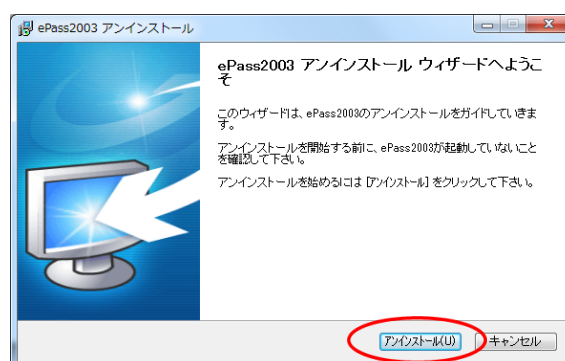 ePass2003 アンインストール
ePass2003 アンインストール ウィザードへようこ
そ
このウィザードは、ePass2003のアンインストールをガイドしていきま
す。
アンインストールを開始する前に、ePass2003が起動していないこと
を確認して下さい。
アンインストールを始めるには [アンインストール] をクリックして下さい。
アンインストール(U)
キャンセル